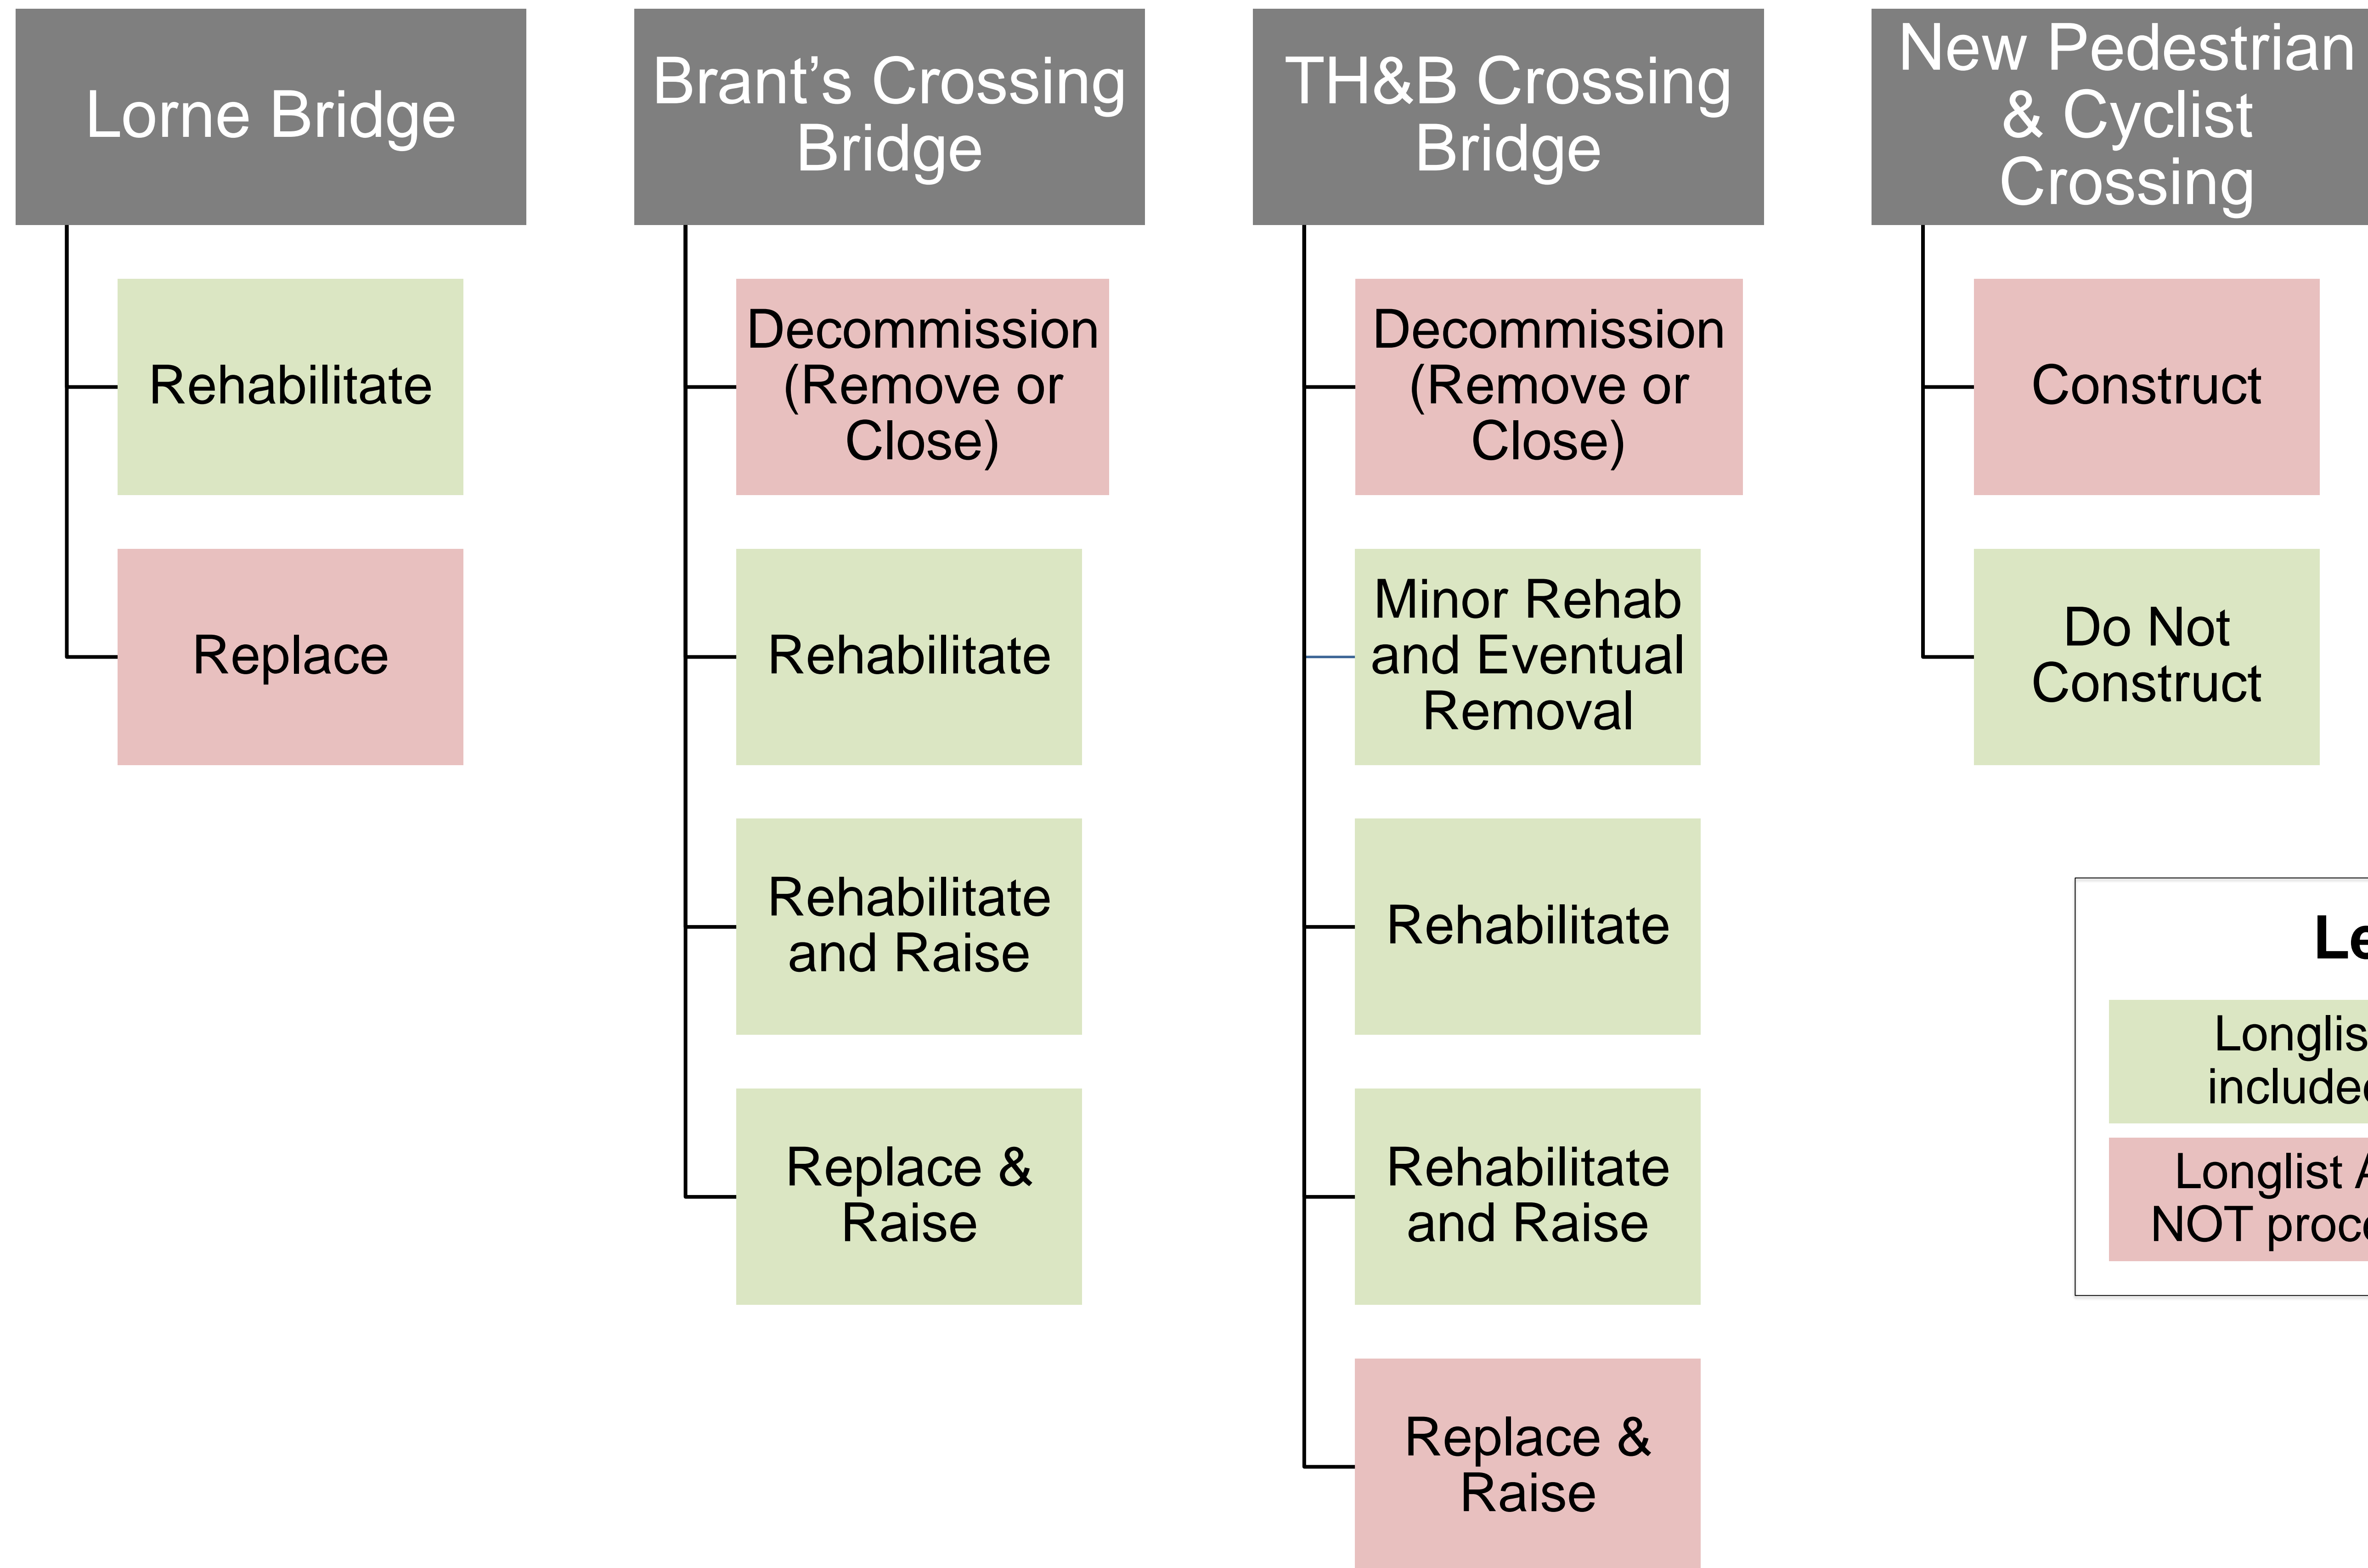 Lorne Bridge
Rehabilitate
Replace
Brant’s Crossing
Bridge
Decommission
(Remove or
Close)
Rehabilitate
Rehabilitate
and Raise
Replace &
Raise
TH&B Crossing
Bridge
Decommission
(Remove or
Close)
Minor Rehab
and Eventual
Removal
Rehabilitate
Rehabilitate
and Raise
Replace &
Raise
New Pedestrian
& Cyclist
Crossing
Construct
Do Not
Construct
Longlist
NOT